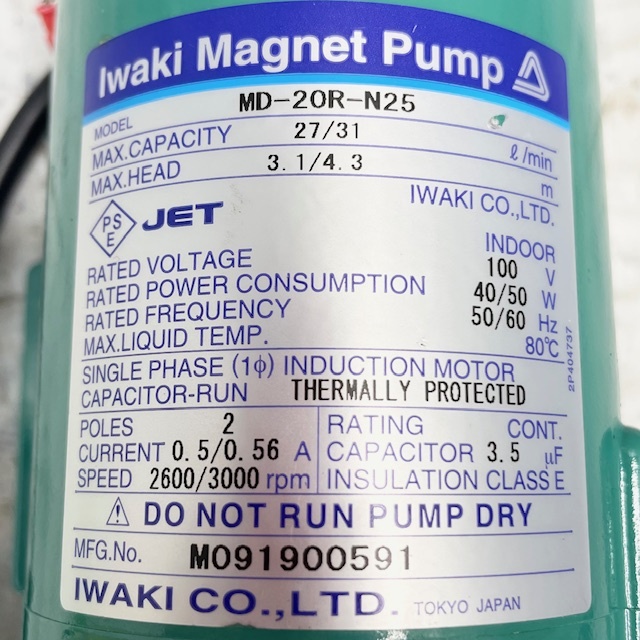 Iwaki Magnet Pump
MODEL MD-20R-N25
MAX.CAPACITY 27/31 ℓ/min
MAX.HEAD 3.1/4.3 m
IWAKI CO.,LTD.
PS E JET
INDOOR
RATED VOLTAGE 100 V
RATED POWER CONSUMPTION 40/50 W
RATED FREQUENCY 50/60 Hz
MAX.LIQUID TEMP. 80℃
2P404737
SINGLE PHASE (1ϕ) INDUCTION MOTOR
CAPACITOR-RUN THERMALLY PROTECTED
POLES 2 RATING CONT.
CURRENT 0.5/0.56 A CAPACITOR 3.5 μF
SPEED 2600/3000 rpm INSULATION CLASS E
DO NOT RUN PUMP DRY
MFG.No. M091900591
IWAKI CO.,LTD. TOKYO JAPAN